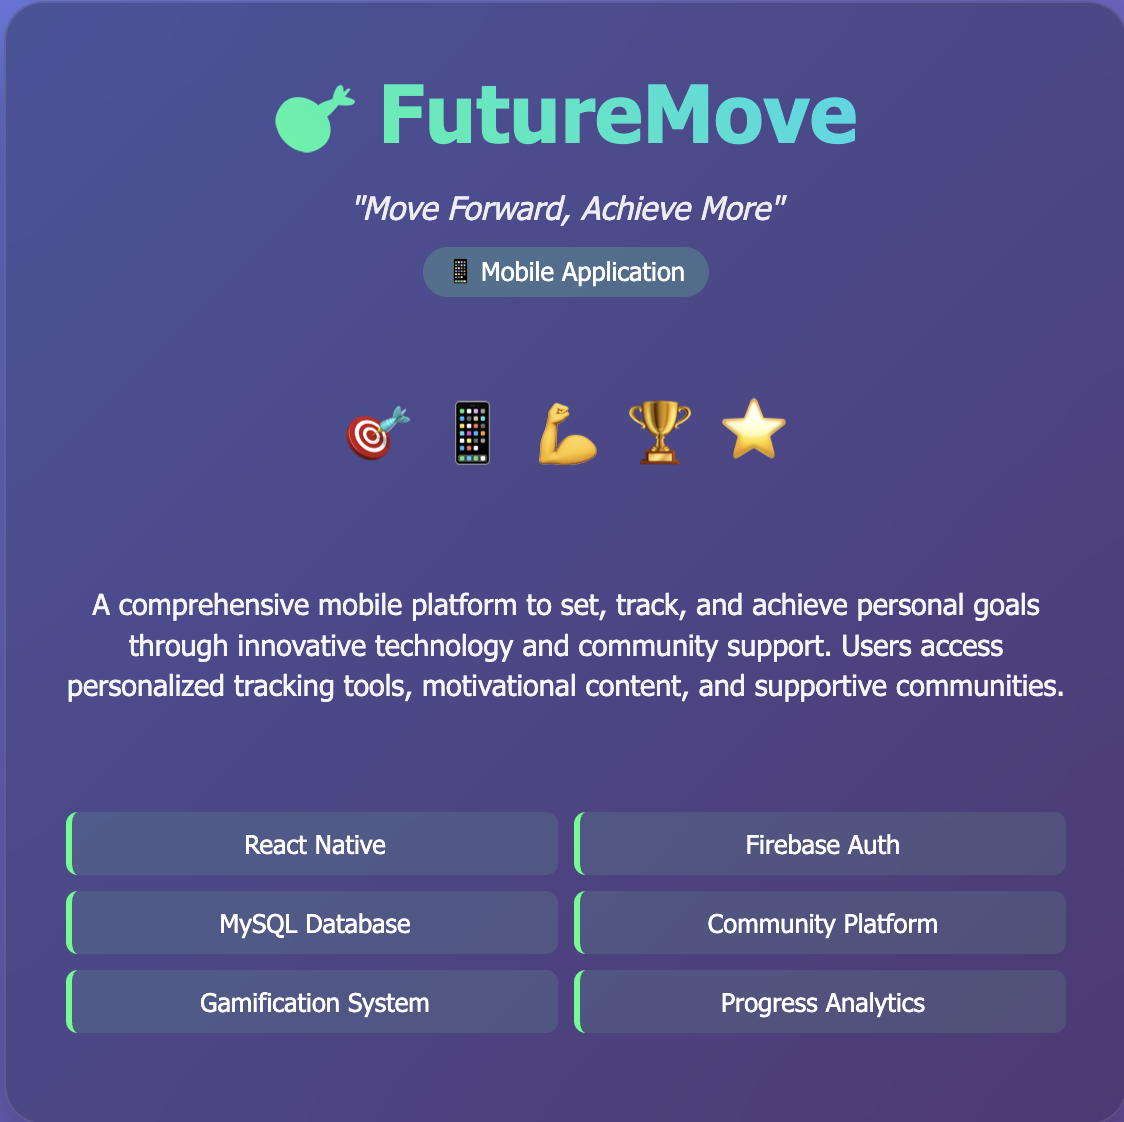 FutureMove
"Move Forward, Achieve More"
Mobile Application
A comprehensive mobile platform to set, track, and achieve personal goals
through innovative technology and community support. Users access
personalized tracking tools, motivational content, and supportive communities.
React Native
Firebase Auth
MySQL Database
Community Platform
Gamification System
Progress Analytics